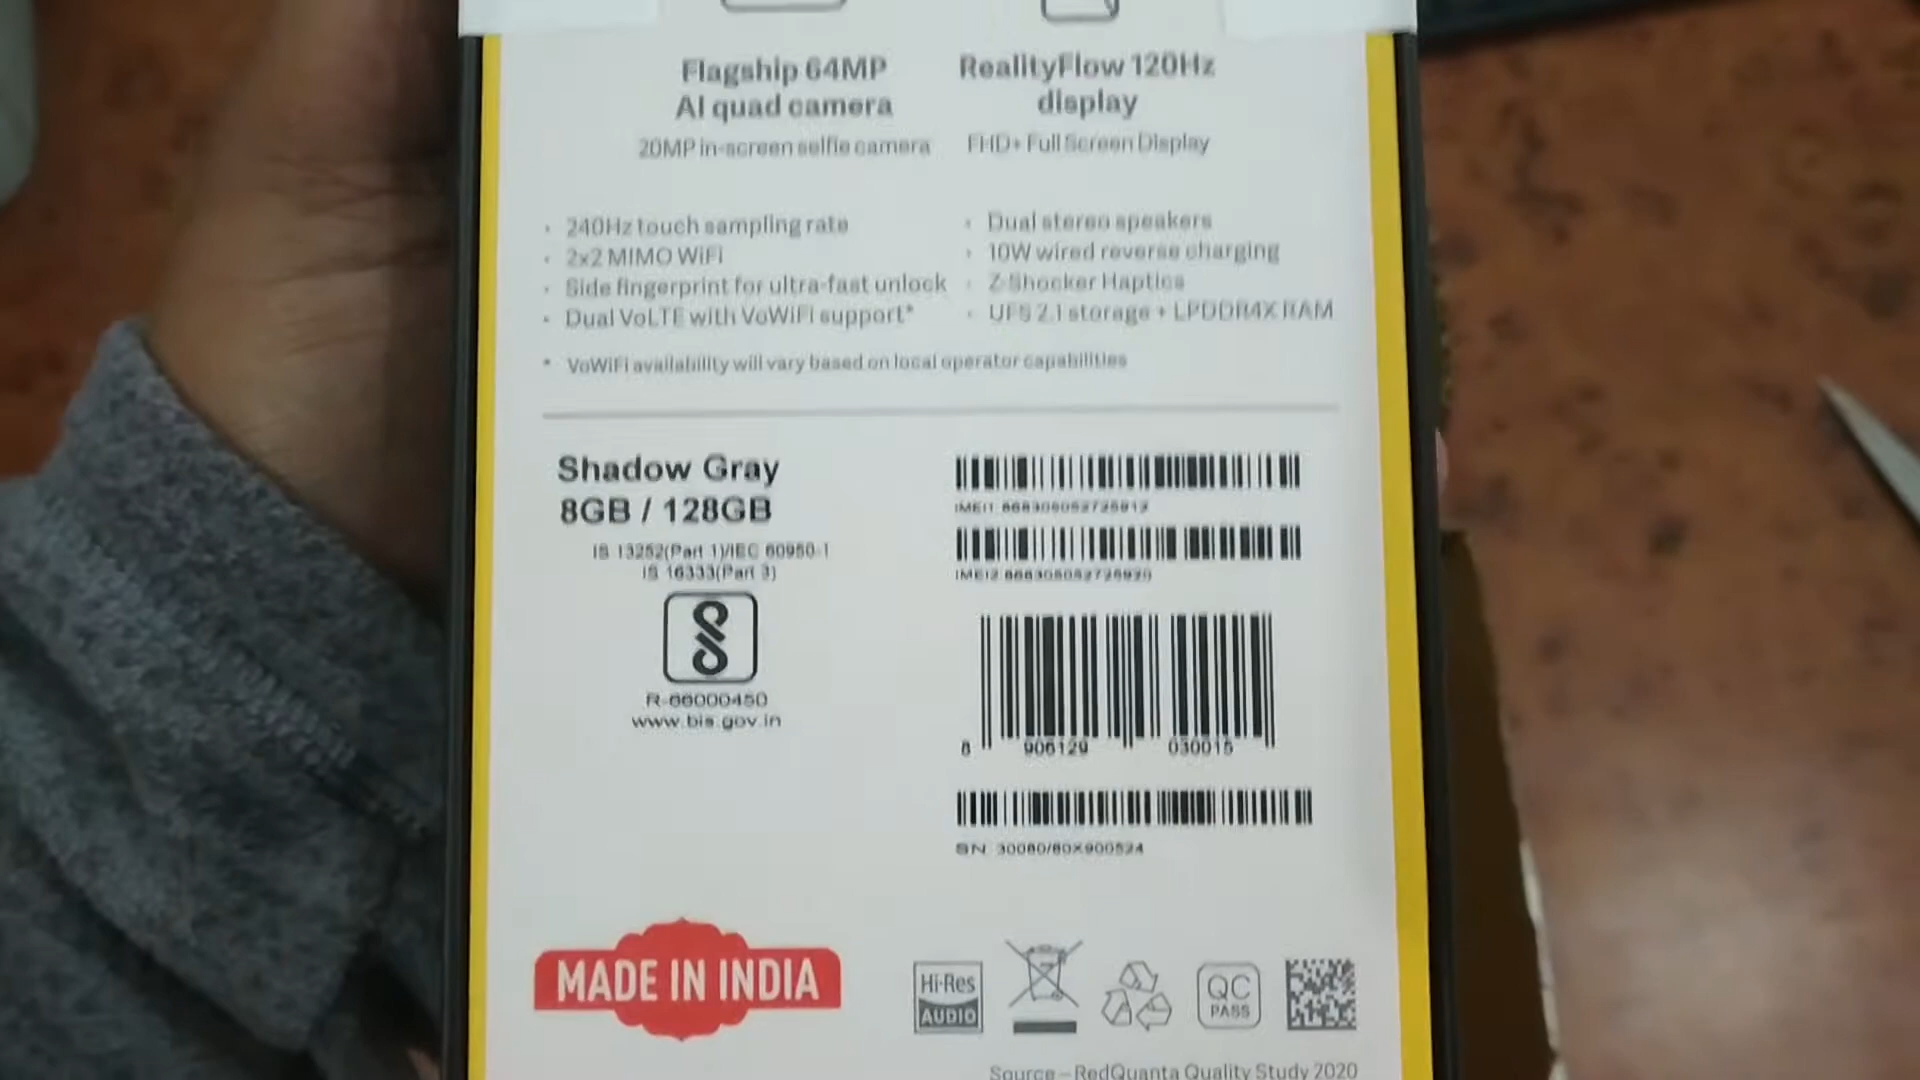 Flagship 64MP
AI quad camera
20MP in-screen selfie camera
RealityFlow 120Hz
display
FHD+ Full Screen Display
• 240Hz touch sampling rate
• 2x2 MIMO WiFi
• Side fingerprint for ultra-fast unlock
• Dual VoLTE with VoWiFi support*
• Dual stereo speakers
• 10W wired reverse charging
• Z-Shocker Haptics
• UFS 2.1 storage + LPDDR4X RAM
* VoWiFi availability will vary based on local operator capabilities
Shadow Gray
8GB / 128GB
IS 13252(Part 1)/IEC 60950-1
IS 16333(Part 3)
R-66000450
www.bis.gov.in
IMEI1
IMEI2
8 906129 030015
SN:
MADE IN INDIA
Hi-Res
AUDIO
QC
PASS
Source – RedQuanta Quality Study 2020